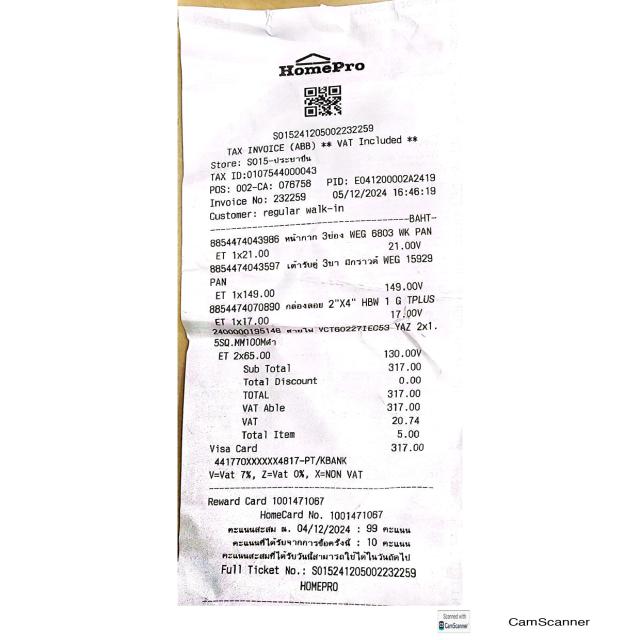 HomePro
S015241205002232259
TAX INVOICE (ABB) ** VAT Included **
Store: S015-ประชาชื่น
TAX ID:0107544000043
POS: 002-CA: 076758 PID: E041200002A2419
Invoice No: 232259 05/12/2024 16:46:19
Customer: regular walk-in
-BAHT-
8854474043986 หน้ากาก 3ช่อง WEG 6803 WK PAN
ET 1x21.00 21.00V
8854474043597 เต้ารับคู่ 3ขา มีกราวด์ WEG 15929
PAN
ET 1x149.00 149.00V
8854474070890 กล่องลอย 2"X4" HBW 1 G TPLUS
ET 1x17.00 17.00V
2400000195146 สายไฟ VCT60227IEC53 YAZ 2x1.
5SQ.MM100Mดำ
ET 2x65.00 130.00V
Sub Total 317.00
Total Discount 0.00
TOTAL 317.00
VAT Able 317.00
VAT 20.74
Total Item 5.00
Visa Card 317.00
441770XXXXXX4817-PT/KBANK
V=Vat 7%, Z=Vat 0%, X=NON VAT
Reward Card 1001471067
HomeCard No. 1001471067
คะแนนสะสม ณ. 04/12/2024 : 99 คะแนน
คะแนนที่ได้รับจากการซื้อครั้งนี้ : 10 คะแนน
คะแนนสะสมที่ได้รับวันนี้สามารถใช้ได้ในวันถัดไป
Full Ticket No.: S015241205002232259
HOMEPRO
Scanned with
CamScanner
CamScanner